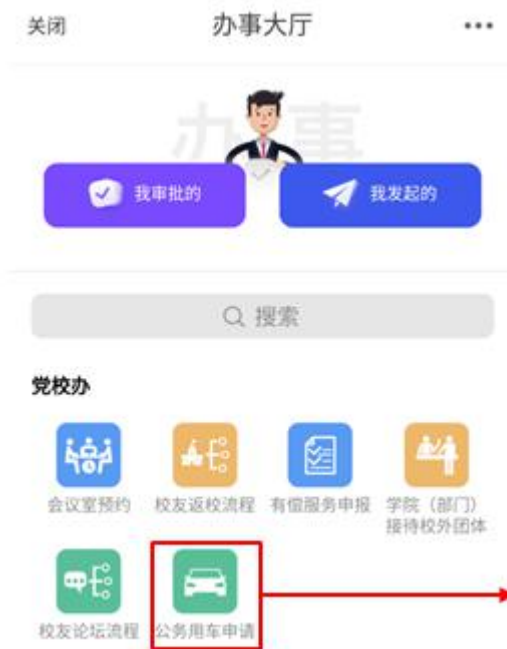 关闭 办事大厅
办事
我审批的 我发起的
搜索
党校办
会议室预约 校友返校流程 有偿服务申报 学院（部门）
接待校外团体
校友论坛流程 公务用车申请